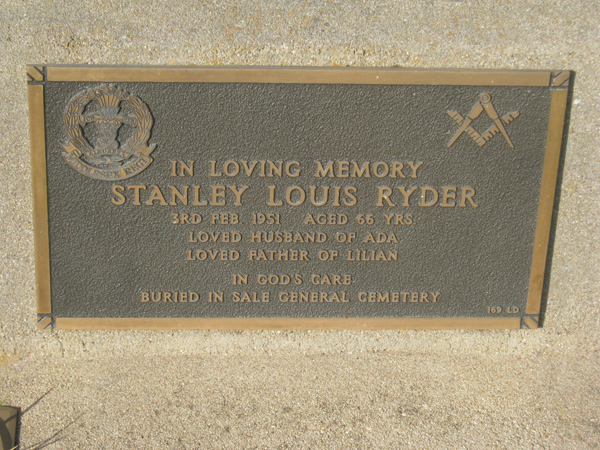 IN LOVING MEMORY
STANLEY LOUIS RYDER
3RD FEB. 1951 AGED 66 YRS.
LOVED HUSBAND OF ADA
LOVED FATHER OF LILIAN
IN GOD'S CARE
BURIED IN SALE GENERAL CEMETERY
169 LD